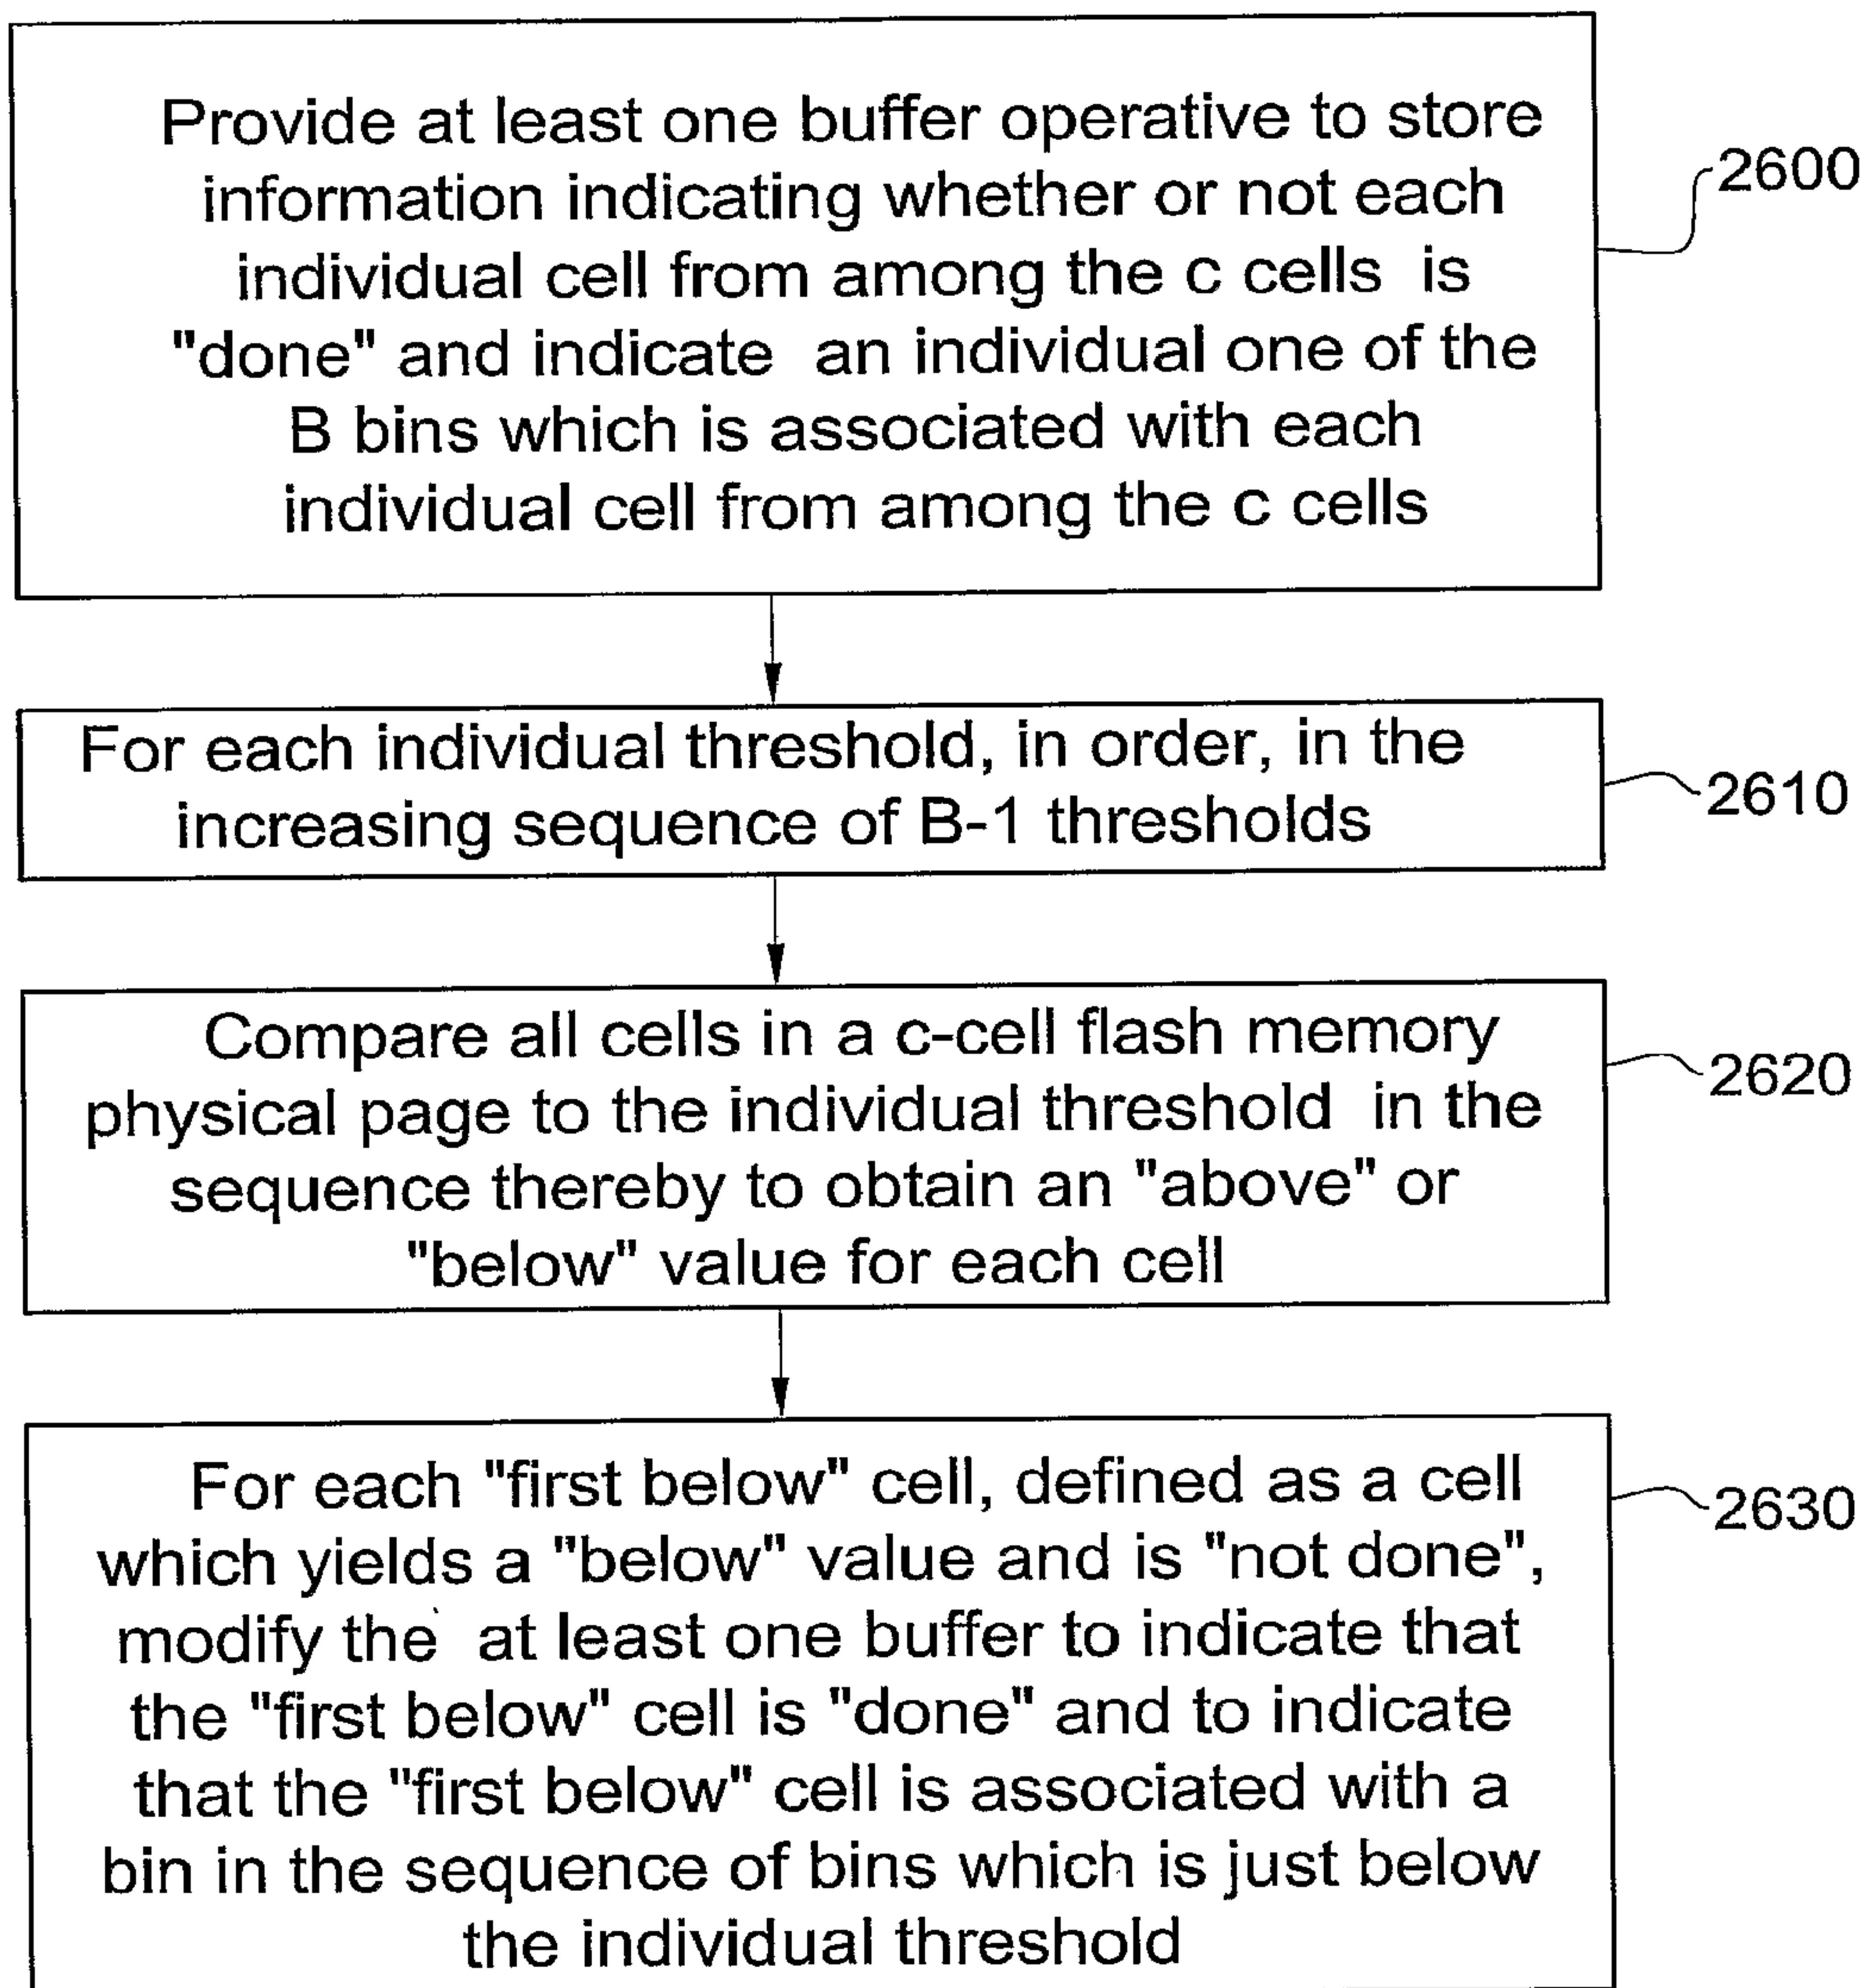 Provide at least one buffer operative to store
information indicating whether or not each
individual cell from among the c cells is
"done" and indicate an individual one of the
B bins which is associated with each
individual cell from among the c cells
2600
For each individual threshold, in order, in the
increasing sequence of B-1 thresholds
2610
Compare all cells in a c-cell flash memory
physical page to the individual threshold in the
sequence thereby to obtain an "above" or
"below" value for each cell
2620
For each "first below" cell, defined as a cell
which yields a "below" value and is "not done",
modify the at least one buffer to indicate that
the "first below" cell is "done" and to indicate
that the "first below" cell is associated with a
bin in the sequence of bins which is just below
the individual threshold
2630